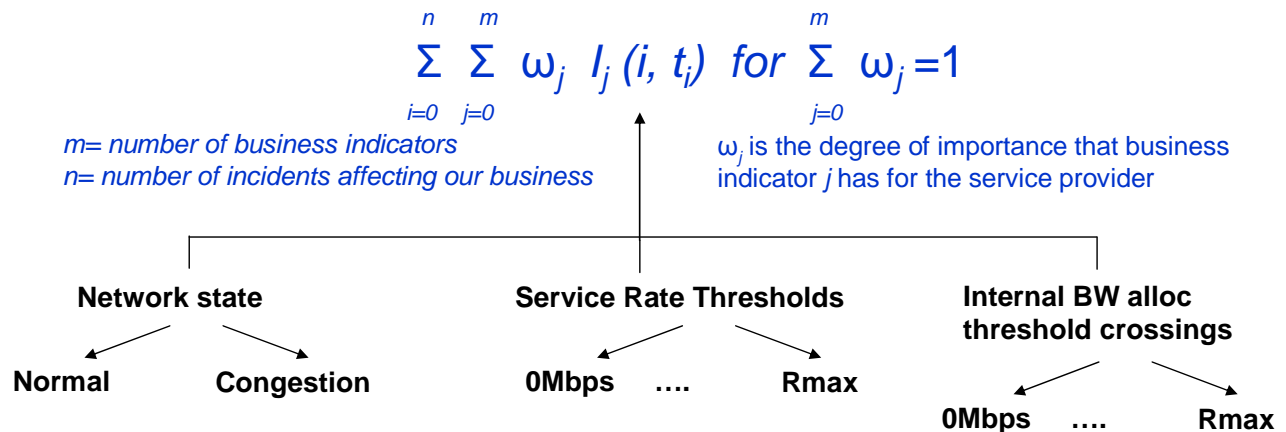 n m m
Σ Σ ωj Ij (i, ti) for Σ ωj =1
i=0 j=0 j=0
m= number of business indicators
n= number of incidents affecting our business
ωj is the degree of importance that business
indicator j has for the service provider
Network state
Normal Congestion
Service Rate Thresholds
0Mbps .... Rmax
Internal BW alloc
threshold crossings
0Mbps .... Rmax